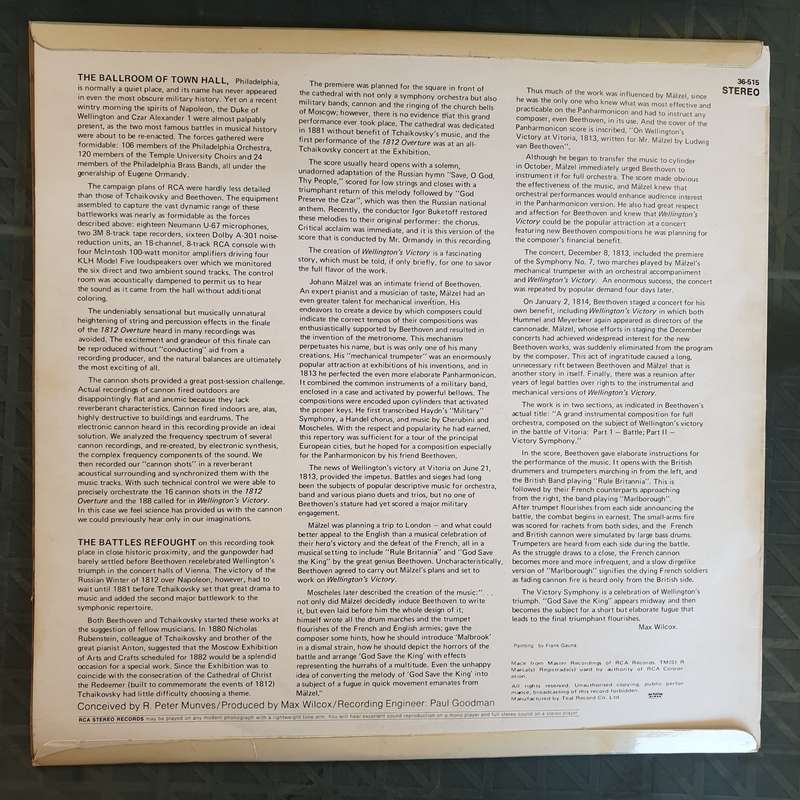 THE BALLROOM OF TOWN HALL, Philadelphia,
is normally a quiet place, and its name has never appeared
in even the most obscure military history. Yet on a recent
wintry morning the spirits of Napoleon, the Duke of
Wellington and Czar Alexander 1 were almost palpably
present, as the two most famous battles in musical history
were about to be re-enacted. The forces gathered were
formidable: 106 members of the Philadelphia Orchestra,
120 members of the Temple University Choirs and 24
members of the Philadelphia Brass Bands, all under the
generalship of Eugene Ormandy.
The campaign plans of RCA were hardly less detailed
than those of Tchaikovsky and Beethoven. The equipment
assembled to capture the vast dynamic range of these
battleworks was nearly as formidable as the forces
described above: eighteen Neumann U-67 microphones,
two 3M 8-track tape recorders, sixteen Dolby A-301 noise-
reduction units, an 18-channel, 8-track RCA console with
four McIntosh 100-watt monitor amplifiers driving four
KLH Model Five loudspeakers over which we monitored
the six direct and two ambient sound tracks. The control
room was acoustically dampened to permit us to hear
the sound as it came from the hall without additional
coloring.
The undeniably sensational but musically unnatural
heightening of string and percussion effects in the finale
of the 1812 Overture heard in many recordings was
avoided. The excitement and grandeur of this finale can
be reproduced without "conducting" aid from a
recording producer, and the natural balances are ultimately
the most exciting of all.
The cannon shots provided a great post-session challenge.
Actual recordings of cannon fired outdoors are
disappointingly flat and anemic because they lack
reverberant characteristics. Cannon fired indoors are, alas,
highly destructive to buildings and eardrums. The
electronic cannon heard in this recording provide an ideal
solution. We analyzed the frequency spectrum of several
cannon recordings, and re-created, by electronic synthesis,
the complex frequency components of the sound. We
then recorded our "cannon shots" in a reverberant
acoustical surrounding and synchronized them with the
music tracks. With such technical control we were able to
precisely orchestrate the 16 cannon shots in the 1812
Overture and the 188 called for in Wellington's Victory.
In this case we feel science has provided us with the cannon
we could previously hear only in our imaginations.
THE BATTLES REFOUGHT on this recording took
place in close historic proximity, and the gunpowder had
barely settled before Beethoven recelebrated Wellington's
triumph in the concert halls of Vienna. The victory of the
Russian Winter of 1812 over Napoleon, however, had to
wait until 1881 before Tchaikovsky set that great drama to
music and added the second major battlework to the
symphonic repertoire.
Both Beethoven and Tchaikovsky started these works at
the suggestion of fellow musicians. In 1880 Nicholas
Rubenstein, colleague of Tchaikovsky and brother of the
great pianist Anton, suggested that the Moscow Exhibition
of Arts and Crafts scheduled for 1882 would be a splendid
occasion for a special work. Since the Exhibition was to
coincide with the consecration of the Cathedral of Christ
the Redeemer (built to commemorate the events of 1812)
Tchaikovsky had little difficulty choosing a theme.
The premiere was planned for the square in front of
the cathedral with not only a symphony orchestra but also
military bands, cannon and the ringing of the church bells
of Moscow; however, there is no evidence that this grand
performance ever took place. The cathedral was dedicated
in 1881 without benefit of Tchaikovsky's music, and the
first performance of the 1812 Overture was at an all-
Tchaikovsky concert at the Exhibition.
The score usually heard opens with a solemn,
unadorned adaptation of the Russian hymn "Save, O God,
Thy People," scored for low strings and closes with a
triumphant return of this melody followed by "God
Preserve the Czar", which was then the Russian national
anthem. Recently, the conductor Igor Buketoff restored
these melodies to their original performer: the chorus.
Critical acclaim was immediate, and it is this version of the
score that is conducted by Mr. Ormandy in this recording.
The creation of Wellington's Victory is a fascinating
story, which must be told, if only briefly, for one to savor
the full flavor of the work.
Johann Mälzel was an intimate friend of Beethoven.
An expert pianist and a musician of taste, Mälzel had an
even greater talent for mechanical invention. His
endeavors to create a device by which composers could
indicate the correct tempos of their compositions was
enthusiastically supported by Beethoven and resulted in
the invention of the metronome. This mechanism
perpetuates his name, but is was only one of his many
creations. His "mechanical trumpeter" was an enormously
popular attraction at exhibitions of his inventions, and in
1813 he perfected the even more elaborate Panharmonicon.
It combined the common instruments of a military band,
enclosed in a case and activated by powerful bellows. The
compositions were encoded upon cylinders that activated
the proper keys. He first transcribed Haydn's "Military"
Symphony, a Handel chorus, and music by Cherubini and
Moscheles. With the respect and popularity he had earned,
this repertory was sufficient for a tour of the principal
European cities, but he hoped for a composition especially
for the Panharmonicon by his friend Beethoven.
The news of Wellington's victory at Vitoria on June 21,
1813, provided the impetus. Battles and sieges had long
been the subjects of popular descriptive music for orchestra,
band and various piano duets and trios, but no one of
Beethoven's stature had yet scored a major military
engagement.
Mälzel was planning a trip to London – and what could
better appeal to the English than a musical celebration of
their hero's victory and the defeat of the French, all in a
musical setting to include "Rule Britannia" and "God Save
the King" by the great genius Beethoven. Uncharacteristically,
Beethoven agreed to carry out Mälzel's plans and set to
work on Wellington's Victory.
Moscheles later described the creation of the music:" . . .
not only did Mälzel decidedly induce Beethoven to write
it, but even laid before him the whole design of it;
himself wrote all the drum marches and the trumpet
flourishes of the French and English armies; gave the
composer some hints, how he should introduce 'Malbrook'
in a dismal strain, how he should depict the horrors of the
battle and arrange 'God Save the King' with effects
representing the hurrahs of a multitude. Even the unhappy
idea of converting the melody of 'God Save the King' into
a subject of a fugue in quick movement emanates from
Mälzel."
36-515
STEREO
Thus much of the work was influenced by Mälzel, since
he was the only one who knew what was most effective and
practicable on the Panharmonicon and had to instruct any
composer, even Beethoven, in its use. And the cover of the
Panharmonicon score is inscribed, "On Wellington's
Victory at Vitoria, 1813, written for Mr. Mälzel by Ludwig
van Beethoven".
Although he began to transfer the music to cylinder
in October, Mälzel immediately urged Beethoven to
instrument it for full orchestra. The score made obvious
the effectiveness of the music, and Mälzel knew that
orchestral performances would enhance audience interest
in the Panharmonicon version. He also had great respect
and affection for Beethoven and knew that Wellington's
Victory could be the popular attraction at a concert
featuring new Beethoven compositions he was planning for
the composer's financial benefit.
The concert, December 8, 1813, included the premiere
of the Symphony No. 7, two marches played by Mälzel's
mechanical trumpeter with an orchestral accompaniment
and Wellington's Victory. An enormous success, the concert
was repeated by popular demand four days later.
On January 2, 1814, Beethoven staged a concert for his
own benefit, including Wellington's Victory in which both
Hummel and Meyerbeer again appeared as directors of the
cannonade. Mälzel, whose efforts in staging the December
concerts had achieved widespread interest for the new
Beethoven works, was suddenly eliminated from the program
by the composer. This act of ingratitude caused a long,
unnecessary rift between Beethoven and Mälzel that is
another story in itself. Finally, there was a reunion after
years of legal battles over rights to the instrumental and
mechanical versions of Wellington's Victory.
The work is in two sections, as indicated in Beethoven's
actual title: "A grand instrumental composition for full
orchestra, composed on the subject of Wellington's victory
in the battle of Vitoria: Part 1 – Battle; Part II –
Victory Symphony."
In the score, Beethoven gave elaborate instructions for
the performance of the music. It opens with the British
drummers and trumpeters marching in from the left, and
the British Band playing "Rule Britannia". This is
followed by their French counterparts approaching
from the right, the band playing "Marlborough".
After trumpet flourishes from each side announcing the
battle, the combat begins in earnest. The small-arms fire
was scored for rachets from both sides, and the French
and British cannon were simulated by large bass drums.
Trumpeters are heard from each side during the battle.
As the struggle draws to a close, the French cannon
becomes more and more infrequent, and a slow dirgelike
version of "Marlborough" signifies the dying French soldiers
as fading cannon fire is heard only from the British side.
The Victory Symphony is a celebration of Wellington's
triumph. "God Save the King" appears midway and then
becomes the subject for a short but elaborate fugue that
leads to the final triumphant flourishes.
Max Wilcox.
Painting by Frank Gauna.
Made from Master Recordings of RCA Records. TM(S) R
Marca(s) Registrada(s) used by authority of RCA Corpor-
ation.
All rights reserved. Unauthorised copying, public perfor-
mance, broadcasting of this record forbidden.
Manufactured by Teal Record Co. Ltd.
Conceived by R. Peter Munves/Produced by Max Wilcox/Recording Engineer: Paul Goodman
RCA STEREO RECORDS may be played on any modern phonograph with a lightweight tone arm. You will hear excellent sound reproduction on a mono player and full stereo sound on a stereo player.